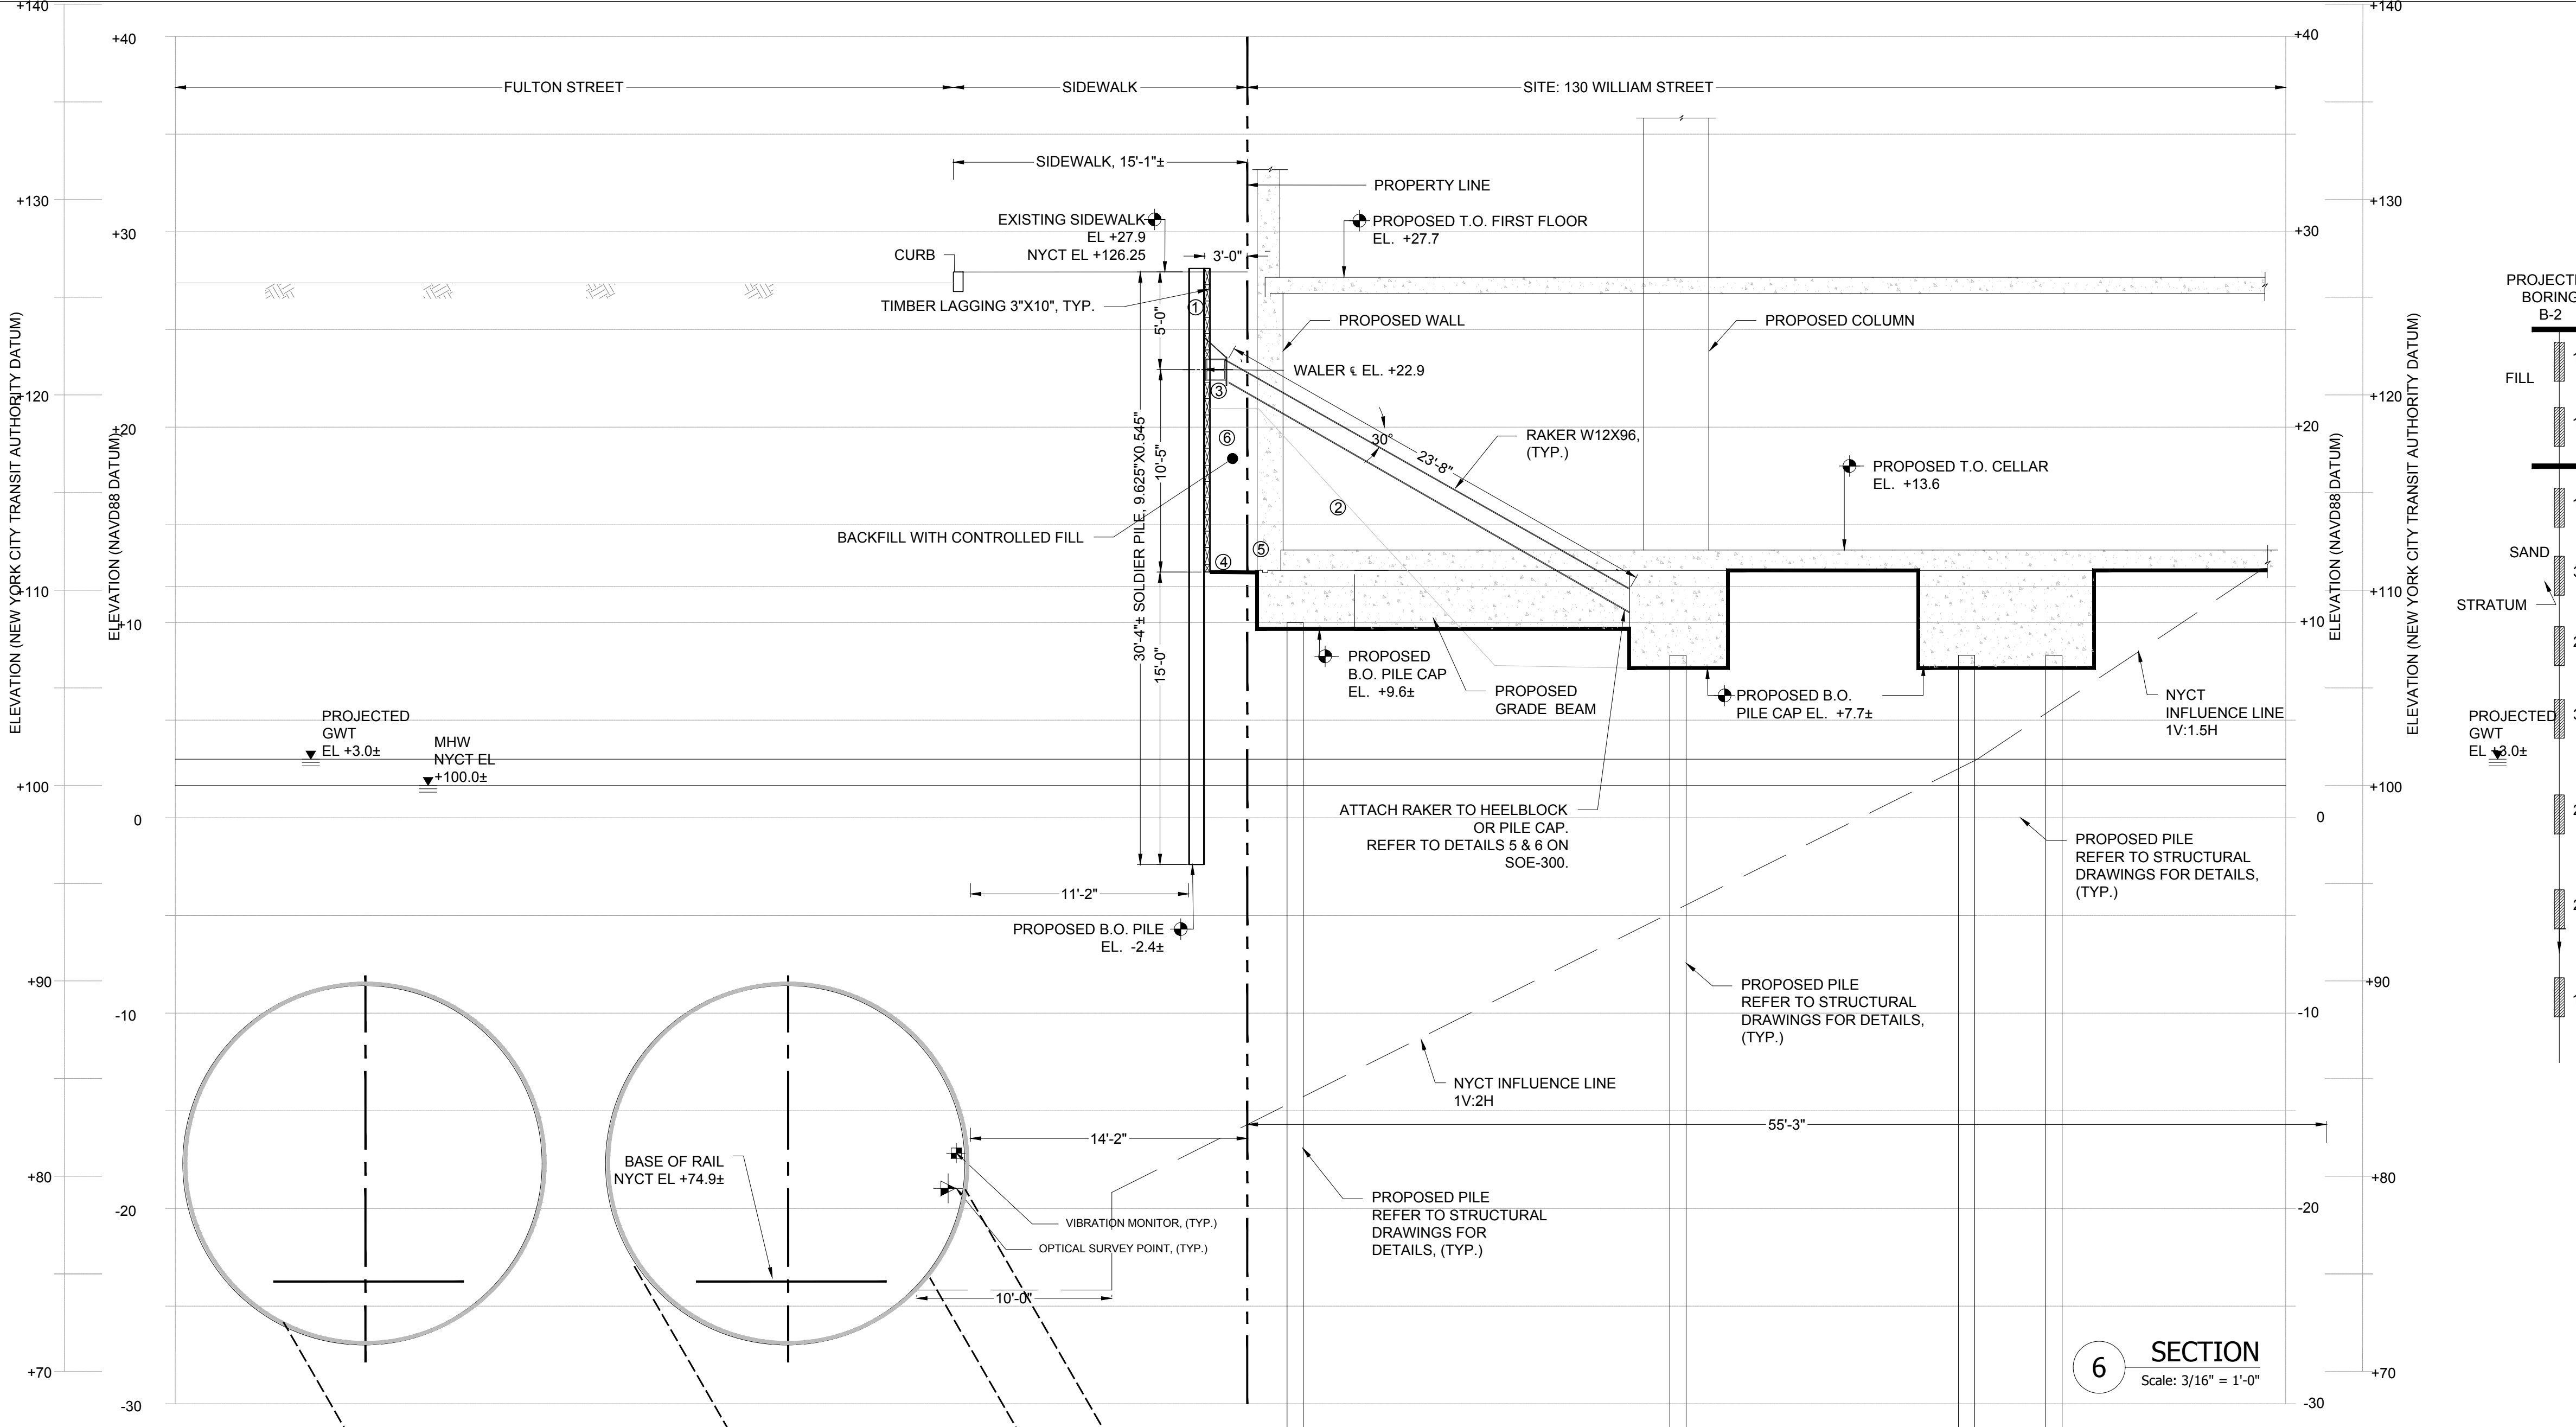 +140
+40
+40
+140
FULTON STREET
SIDEWALK
SITE: 130 WILLIAM STREET
SIDEWALK, 15'-1"±
PROPERTY LINE
+130
+30
EXISTING SIDEWALK
EL +27.9
NYCT EL +126.25
CURB
3'-0"
PROPOSED T.O. FIRST FLOOR
EL. +27.7
+30
+130
TIMBER LAGGING 3"X10", TYP.
1
5'-0"
PROPOSED WALL
PROPOSED COLUMN
WALER ℄ EL. +22.9
3
+120
+20
ELEVATION (NEW YORK CITY TRANSIT AUTHORITY DATUM)
ELEVATION (NAVD88 DATUM)
30'-4"± SOLDIER PILE, 9.625"X0.545"
10'-5"
6
30°
23'-8"
RAKER W12X96,
(TYP.)
2
PROPOSED T.O. CELLAR
EL. +13.6
+20
+120
ELEVATION (NAVD88 DATUM)
ELEVATION (NEW YORK CITY TRANSIT AUTHORITY DATUM)
BACKFILL WITH CONTROLLED FILL
4
5
+110
+10
15'-0"
PROPOSED
B.O. PILE CAP
EL. +9.6±
PROPOSED
GRADE BEAM
PROPOSED B.O.
PILE CAP EL. +7.7±
NYCT
INFLUENCE LINE
1V:1.5H
+10
+110
PROJECTED
GWT
EL +3.0±
MHW
NYCT EL
+100.0±
+100
0
ATTACH RAKER TO HEELBLOCK
OR PILE CAP.
REFER TO DETAILS 5 & 6 ON
SOE-300.
PROPOSED PILE
REFER TO STRUCTURAL
DRAWINGS FOR DETAILS,
(TYP.)
0
+100
11'-2"
PROPOSED B.O. PILE
EL. -2.4±
+90
-10
PROPOSED PILE
REFER TO STRUCTURAL
DRAWINGS FOR DETAILS,
(TYP.)
-10
+90
NYCT INFLUENCE LINE
1V:2H
14'-2"
55'-3"
BASE OF RAIL
NYCT EL +74.9±
VIBRATION MONITOR, (TYP.)
OPTICAL SURVEY POINT, (TYP.)
PROPOSED PILE
REFER TO STRUCTURAL
DRAWINGS FOR
DETAILS, (TYP.)
+80
-20
-20
+80
10'-0"
+70
-30
-30
+70
6
SECTION
Scale: 3/16" = 1'-0"
B-2
FILL
SAND
STRATUM
PROJECTED
GWT
EL +3.0±